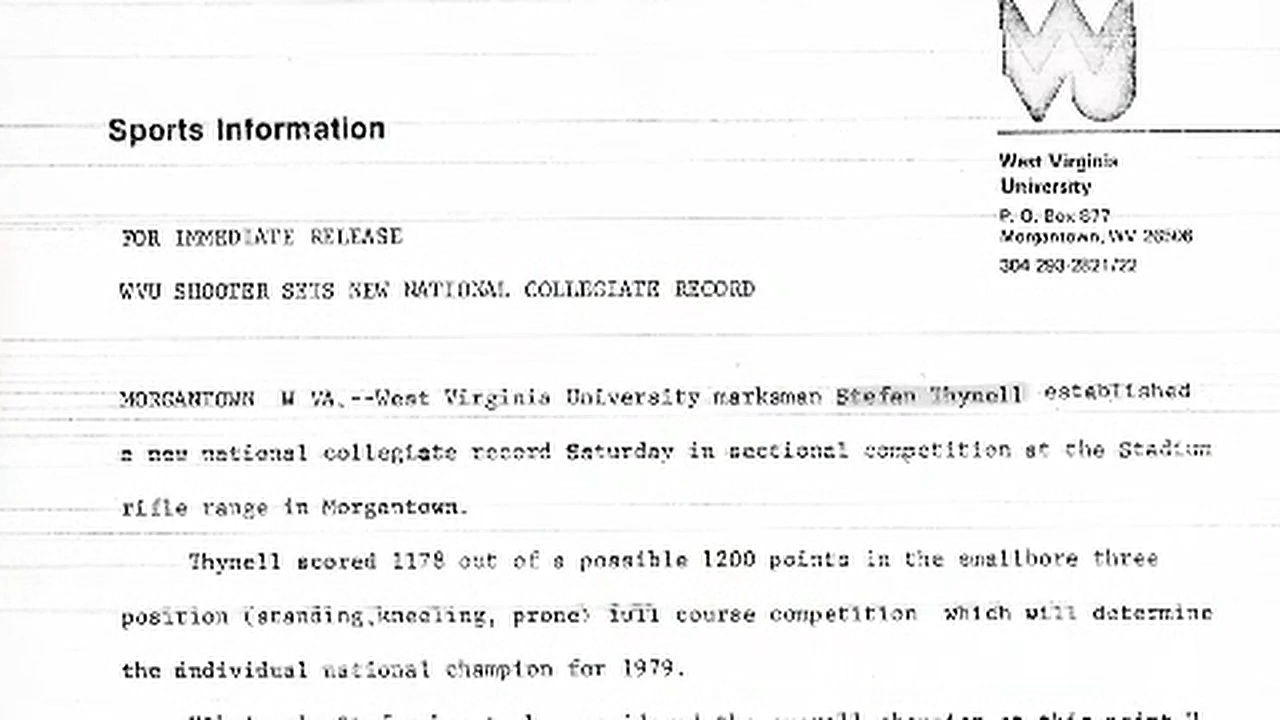 Sports Information
West Virginia
University
P. O. Box 877
Morgantown, WV 26506
304 293-2821/22
FOR IMMEDIATE RELEASE
WVU SHOOTER SETS NEW NATIONAL COLLEGIATE RECORD
MORGANTOWN W VA.--West Virginia University marksman Stefan Thynell established
a new national collegiate record Saturday in sectional competition at the Stadium
rifle range in Morgantown.
Thynell scored 1178 out of a possible 1200 points in the smallbore three
position (standing,kneeling, prone) full course competition which will determine
the individual national champion for 1979.